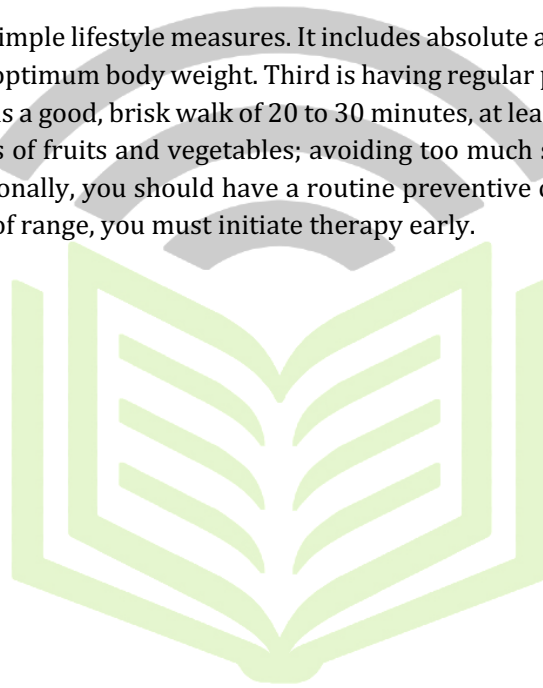 imple lifestyle measures. It includes absolute a
optimum body weight. Third is having regular p
s a good, brisk walk of 20 to 30 minutes, at lea
s of fruits and vegetables; avoiding too much s
onally, you should have a routine preventive c
of range, you must initiate therapy early.